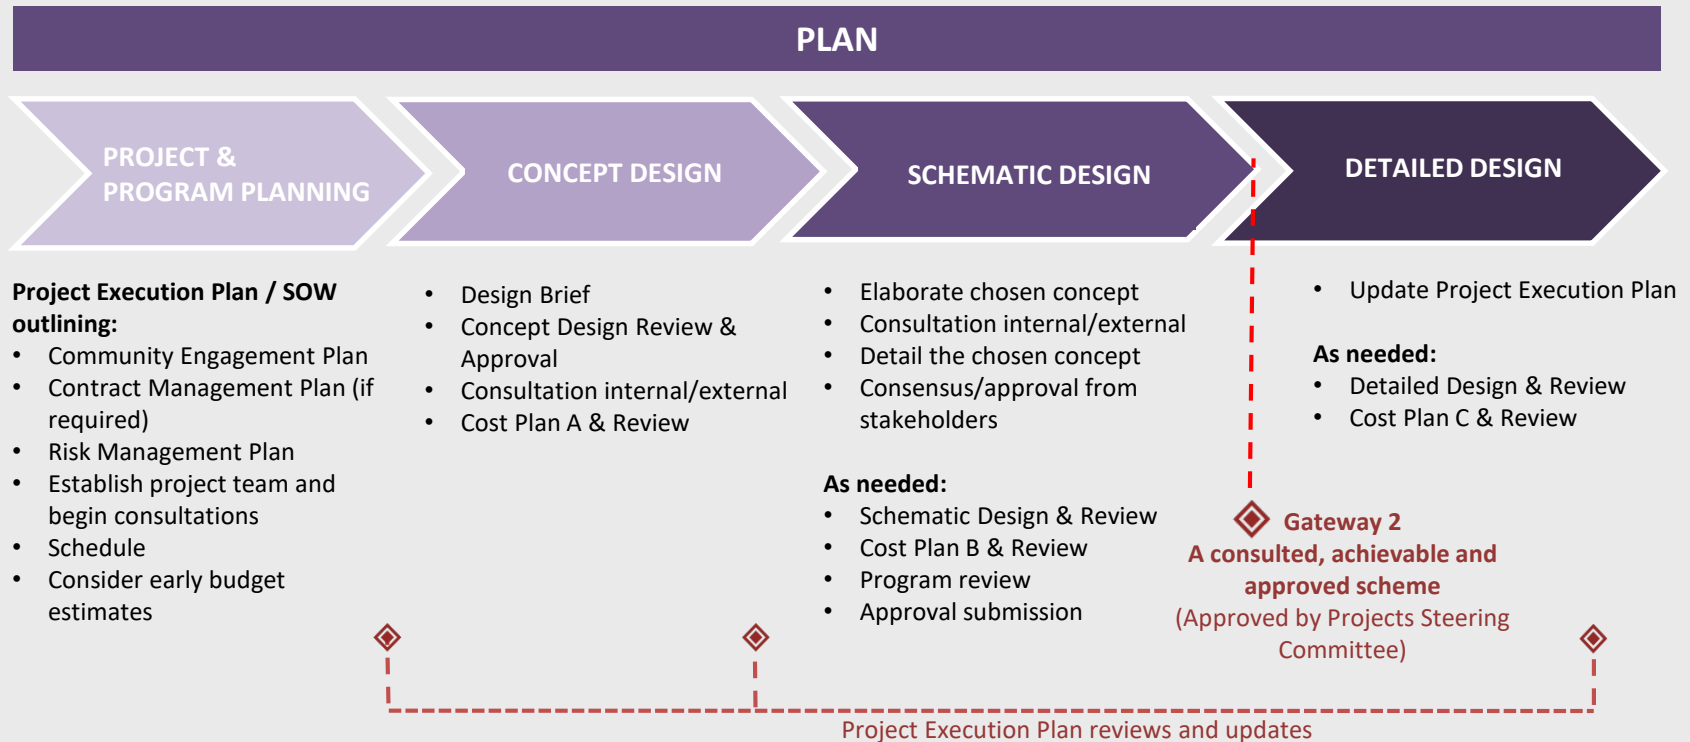 PLAN
PROJECT &
PROGRAM PLANNING
CONCEPT DESIGN
SCHEMATIC DESIGN
DETAILED DESIGN
Project Execution Plan / SOW
outlining:
• Community Engagement Plan
• Contract Management Plan (if
required)
• Risk Management Plan
• Establish project team and
begin consultations
• Schedule
• Consider early budget
estimates
• Design Brief
• Concept Design Review &
Approval
• Consultation internal/external
• Cost Plan A & Review
• Elaborate chosen concept
• Consultation internal/external
• Detail the chosen concept
• Consensus/approval from
stakeholders
As needed:
• Schematic Design & Review
• Cost Plan B & Review
• Program review
• Approval submission
• Update Project Execution Plan
As needed:
• Detailed Design & Review
• Cost Plan C & Review
Gateway 2
A consulted, achievable and
approved scheme
(Approved by Projects Steering
Committee)
Project Execution Plan reviews and updates